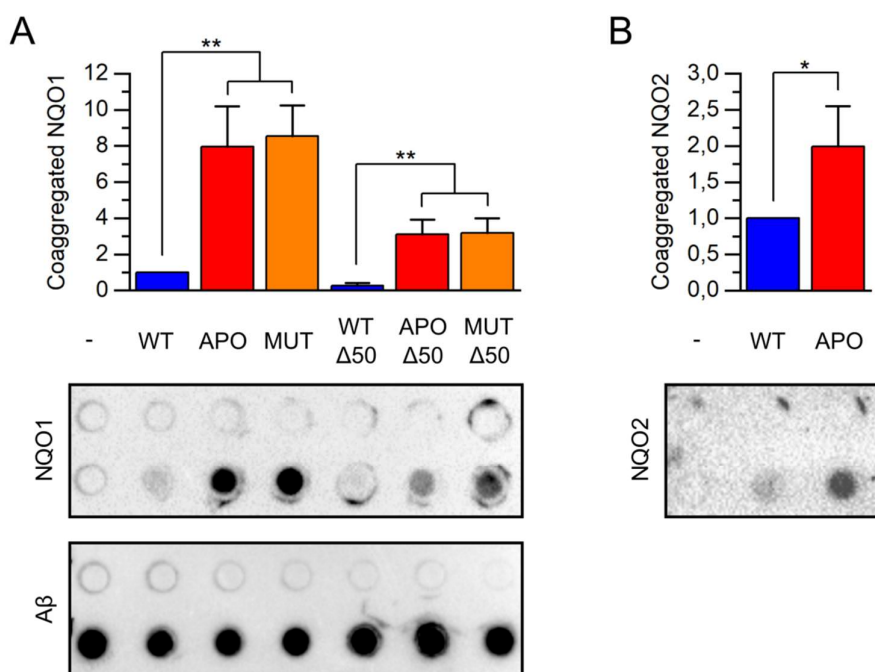 A
Coaggregated NQO1
12
10
8
6
4
2
0
**
**
- WT APO MUT WT Δ50 APO Δ50 MUT Δ50
NQO1
Aβ
B
Coaggregated NQO2
3,0
2,5
2,0
1,5
1,0
0,5
0,0
*
- WT APO
NQO2